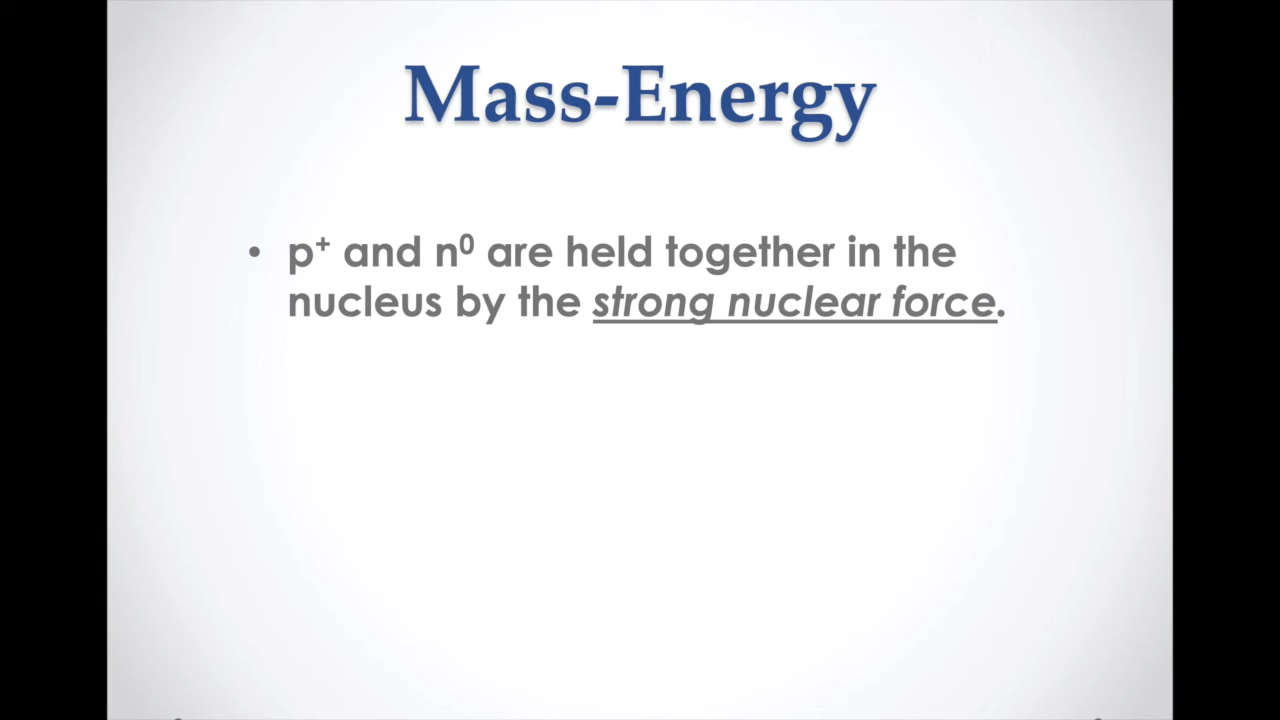 Mass-Energy
• p⁺ and n⁰ are held together in the
nucleus by the strong nuclear force.